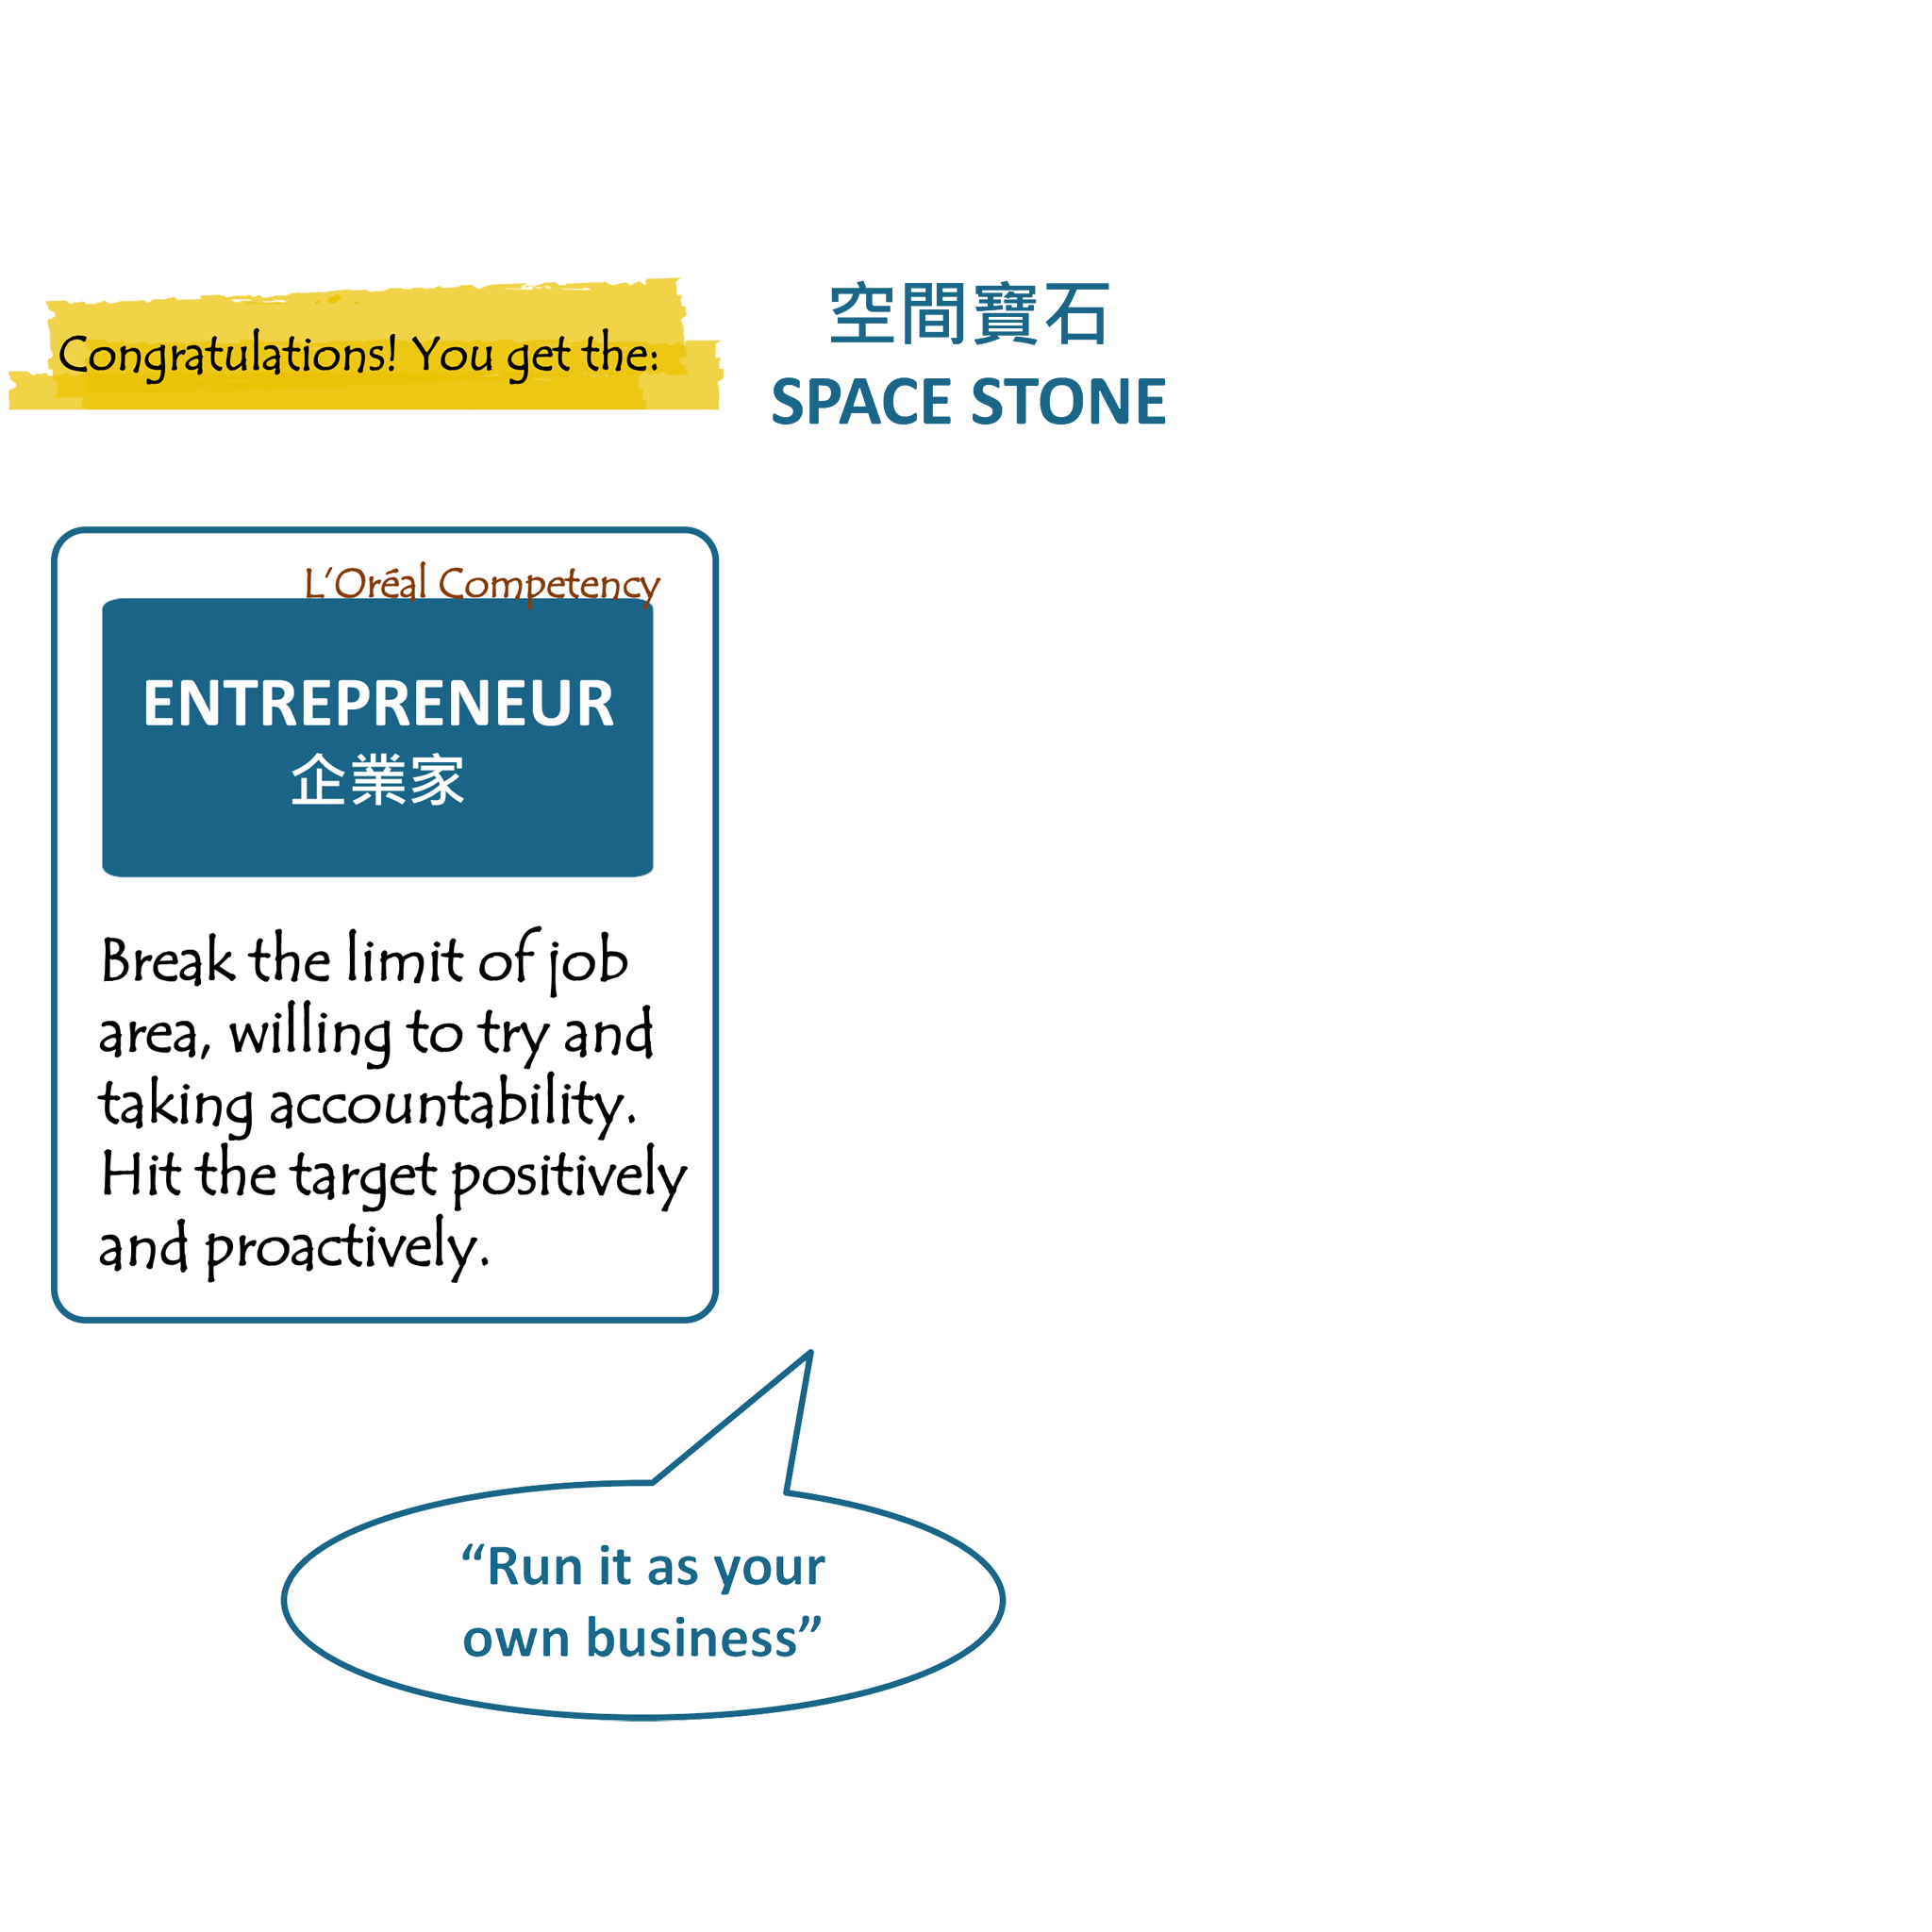 Congratulations! You get the:
空間寶石
SPACE STONE
L'Oréal Competency
ENTREPRENEUR
企業家
Break the limit of job
area, willing to try and
taking accountability.
Hit the target positively
and proactively.
“Run it as your
own business”